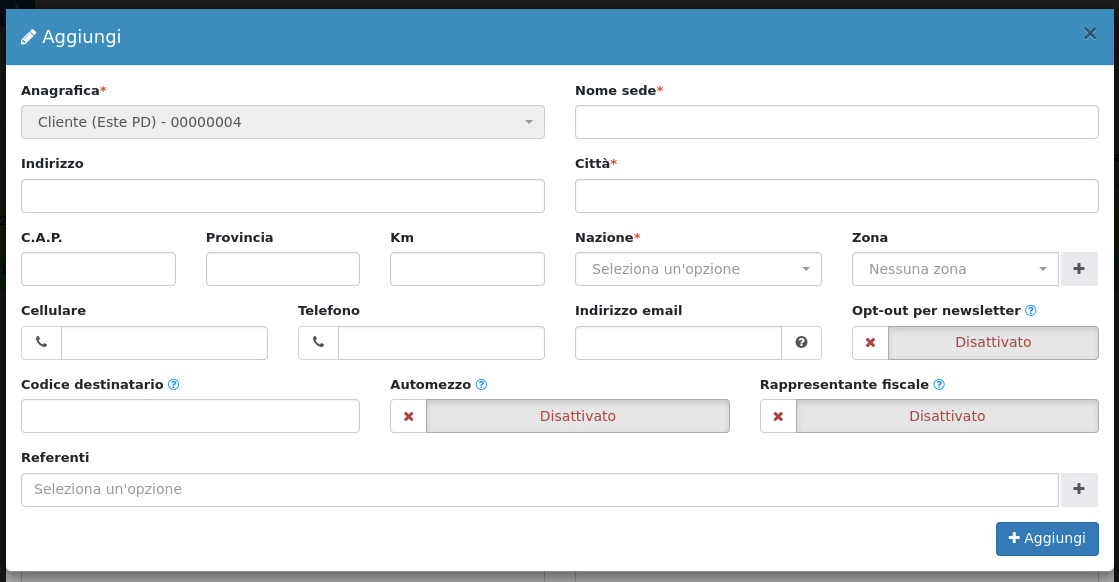 Aggiungi
×
Anagrafica*
Nome sede*
Cliente (Este PD) - 00000004
Indirizzo
Città*
C.A.P.
Provincia
Km
Nazione*
Zona
Seleziona un'opzione
Nessuna zona
Cellulare
Telefono
Indirizzo email
Opt-out per newsletter
Disattivato
Codice destinatario
Automezzo
Rappresentante fiscale
Disattivato
Disattivato
Referenti
Seleziona un'opzione
Aggiungi